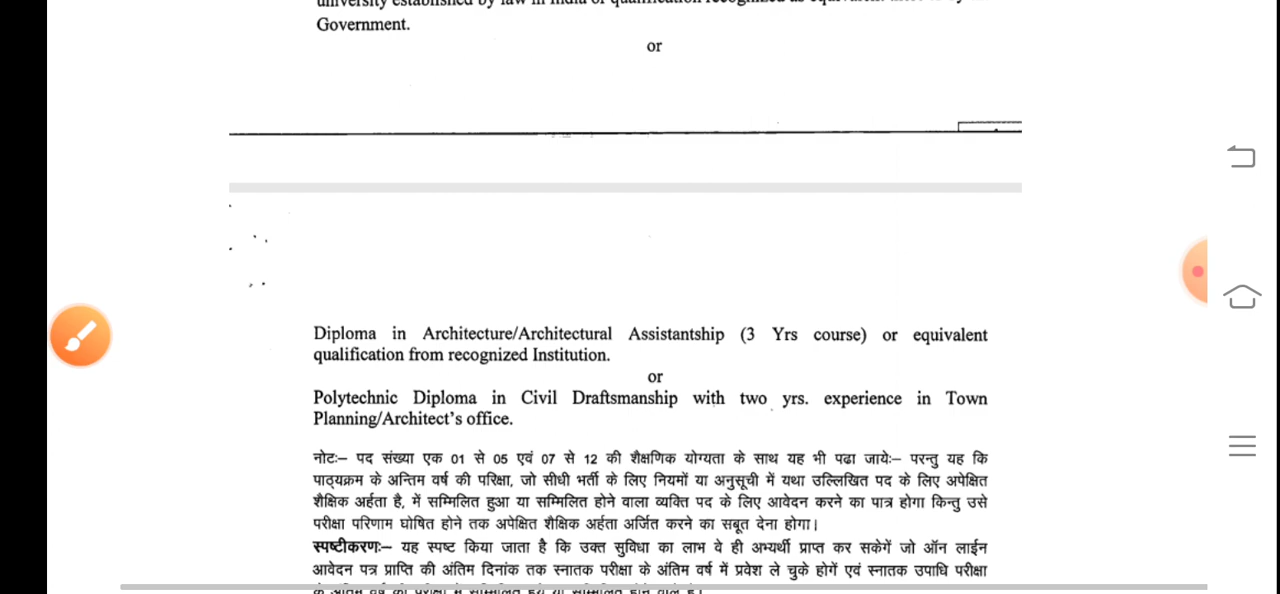 Government.
or
Diploma in Architecture/Architectural Assistantship (3 Yrs course) or equivalent
qualification from recognized Institution.
or
Polytechnic Diploma in Civil Draftsmanship with two yrs. experience in Town
Planning/Architect's office.
नोटः– पद संख्या एक 01 से 05 एवं 07 से 12 की शैक्षणिक योग्यता के साथ यह भी पढा जायेः– परन्तु यह कि
पाठ्यक्रम के अन्तिम वर्ष की परिक्षा, जो सीधी भर्ती के लिए नियमों या अनुसूची में यथा उल्लिखित पद के लिए अपेक्षित
शैक्षिक अर्हता है, में सम्मिलित हुआ या सम्मिलित होने वाला व्यक्ति पद के लिए आवेदन करने का पात्र होगा किन्तु उसे
परीक्षा परिणाम घोषित होने तक अपेक्षित शैक्षिक अर्हता अर्जित करने का सबूत देना होगा।
स्पष्टीकरणः– यह स्पष्ट किया जाता है कि उक्त सुविधा का लाभ वे ही अभ्यर्थी प्राप्त कर सकेगें जो ऑन लाईन
आवेदन पत्र प्राप्ति की अंतिम दिनांक तक स्नातक परीक्षा के अंतिम वर्ष में प्रवेश ले चुके होगें एवं स्नातक उपाधि परीक्षा